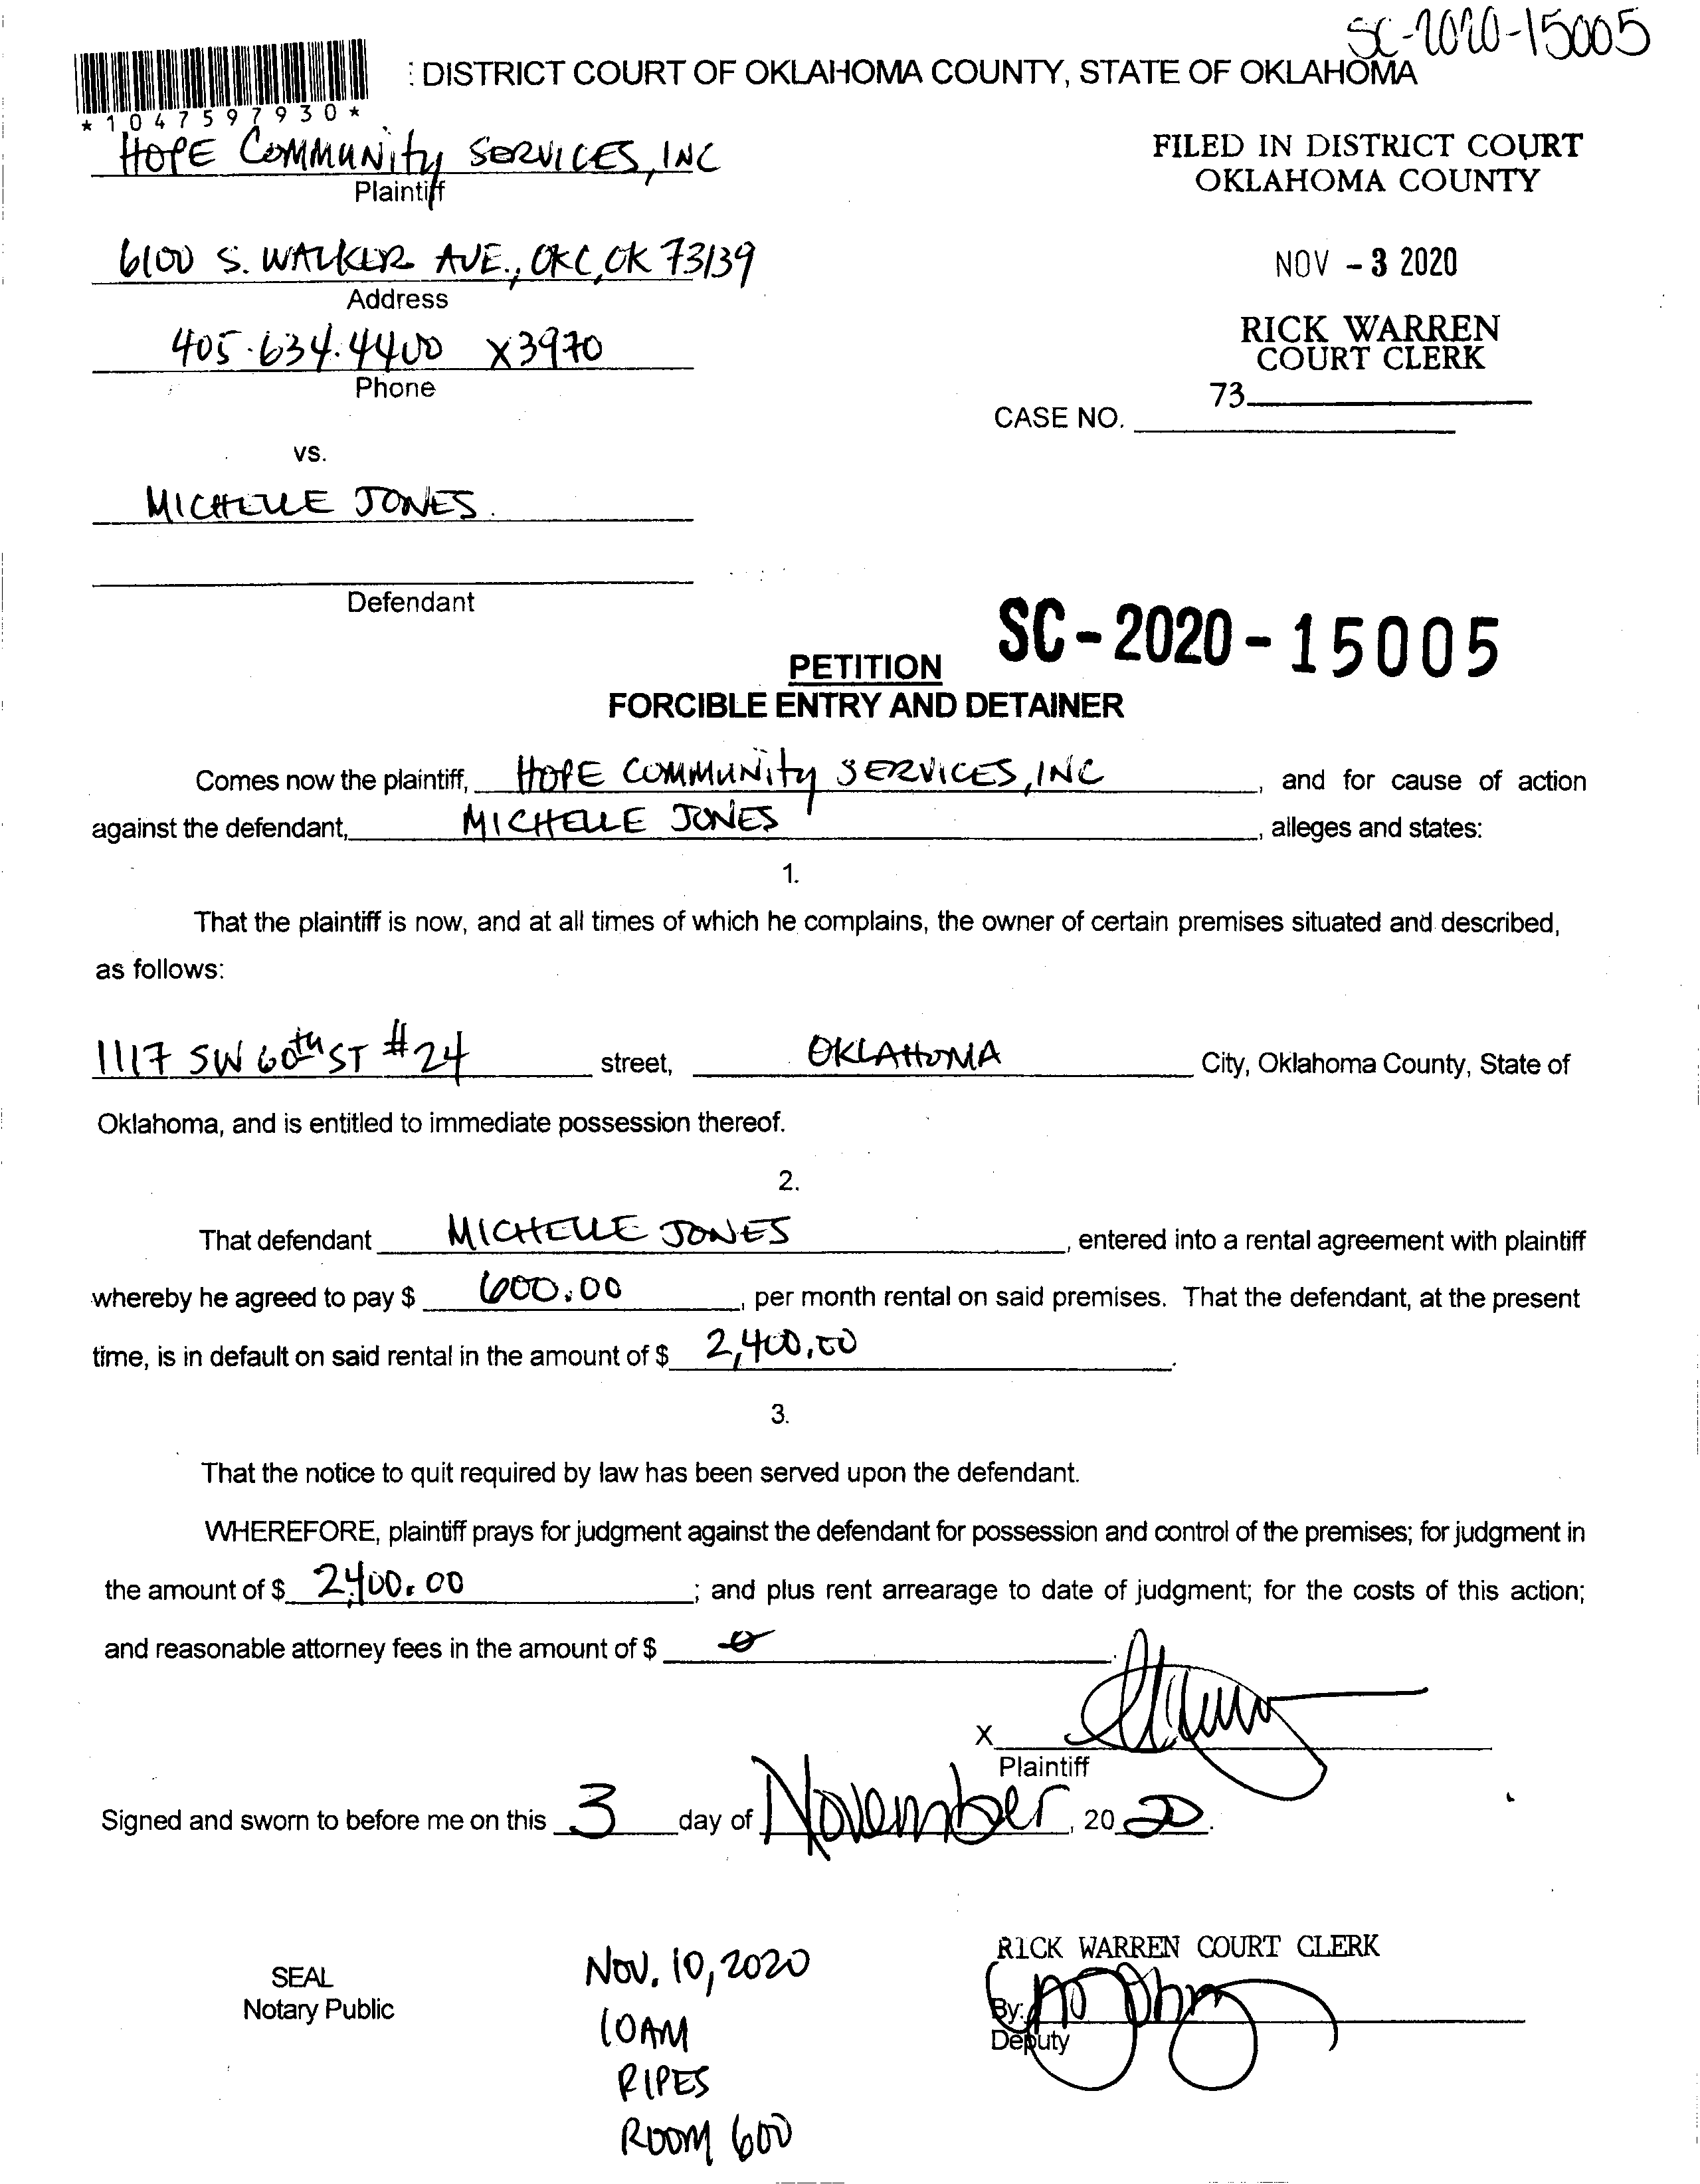 SC-2020-15005
: DISTRICT COURT OF OKLAHOMA COUNTY, STATE OF OKLAHOMA
* 1 0 4 7 5 9 7 9 3 0 *
HOPE COMMUNITY SERVICES, INC
Plaintiff
FILED IN DISTRICT COURT
OKLAHOMA COUNTY
6100 S. WALKER AVE., OKC, OK 73139
Address
NOV - 3 2020
405.634.4400 X3970
Phone
RICK WARREN
COURT CLERK
73
CASE NO.
vs.
MICHELLE JONES.
Defendant
SC-2020-15005
PETITION
FORCIBLE ENTRY AND DETAINER
Comes now the plaintiff, HOPE COMMUNITY SERVICES, INC, and for cause of action
against the defendant, MICHELLE JONES, alleges and states:
1.
That the plaintiff is now, and at all times of which he complains, the owner of certain premises situated and described,
as follows:
1117 SW 60th ST #24 street, OKLAHOMA City, Oklahoma County, State of
Oklahoma, and is entitled to immediate possession thereof.
2.
That defendant MICHELLE JONES, entered into a rental agreement with plaintiff
whereby he agreed to pay $ 600.00, per month rental on said premises. That the defendant, at the present
time, is in default on said rental in the amount of $ 2,400.00.
3.
That the notice to quit required by law has been served upon the defendant.
WHEREFORE, plaintiff prays for judgment against the defendant for possession and control of the premises; for judgment in
the amount of $ 2,400.00; and plus rent arrearage to date of judgment; for the costs of this action;
and reasonable attorney fees in the amount of $ 0.
X
Plaintiff
Signed and sworn to before me on this 3 day of November, 2020.
SEAL
Notary Public
NOV. 10, 2020
10AM
RIPES
ROOM 600
RICK WARREN COURT CLERK
By:
Deputy